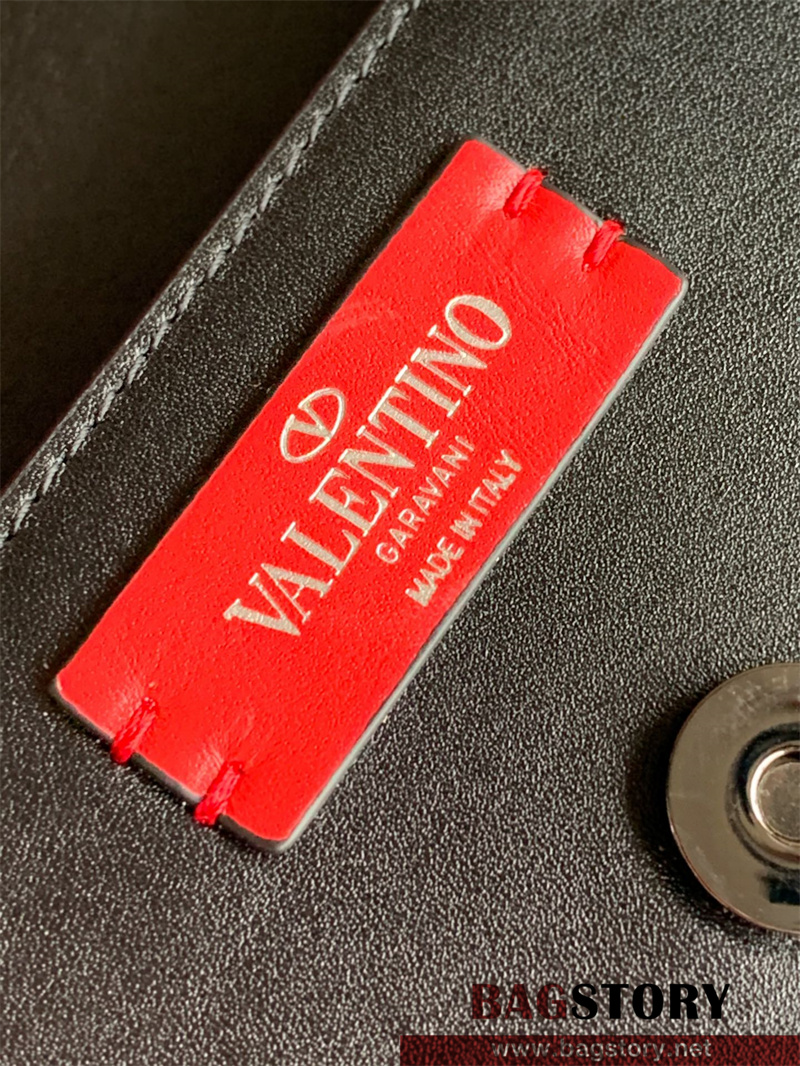 VALENTINO
GARAVANI
MADE IN ITALY
BAGSTORY
www.bagstory.net